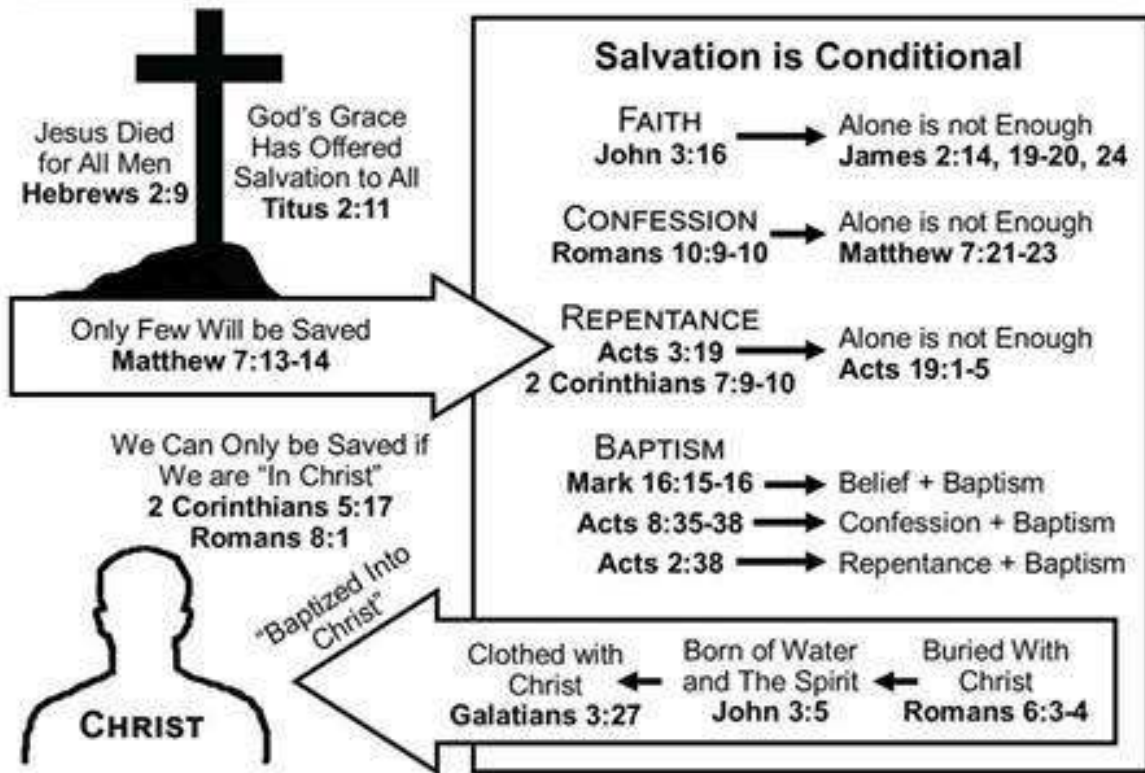 Jesus Died
for All Men
Hebrews 2:9
God's Grace
Has Offered
Salvation to All
Titus 2:11
Only Few Will be Saved
Matthew 7:13-14
We Can Only be Saved if
We are "In Christ"
2 Corinthians 5:17
Romans 8:1
CHRIST
Salvation is Conditional
FAITH
John 3:16
Alone is not Enough
James 2:14, 19-20, 24
CONFESSION
Romans 10:9-10
Alone is not Enough
Matthew 7:21-23
REPENTANCE
Acts 3:19
2 Corinthians 7:9-10
Alone is not Enough
Acts 19:1-5
BAPTISM
Mark 16:15-16
Belief + Baptism
Acts 8:35-38
Confession + Baptism
Acts 2:38
Repentance + Baptism
Buried With
Christ
Romans 6:3-4
Born of Water
and The Spirit
John 3:5
Clothed with
Christ
Galatians 3:27
"Baptized Into
Christ"